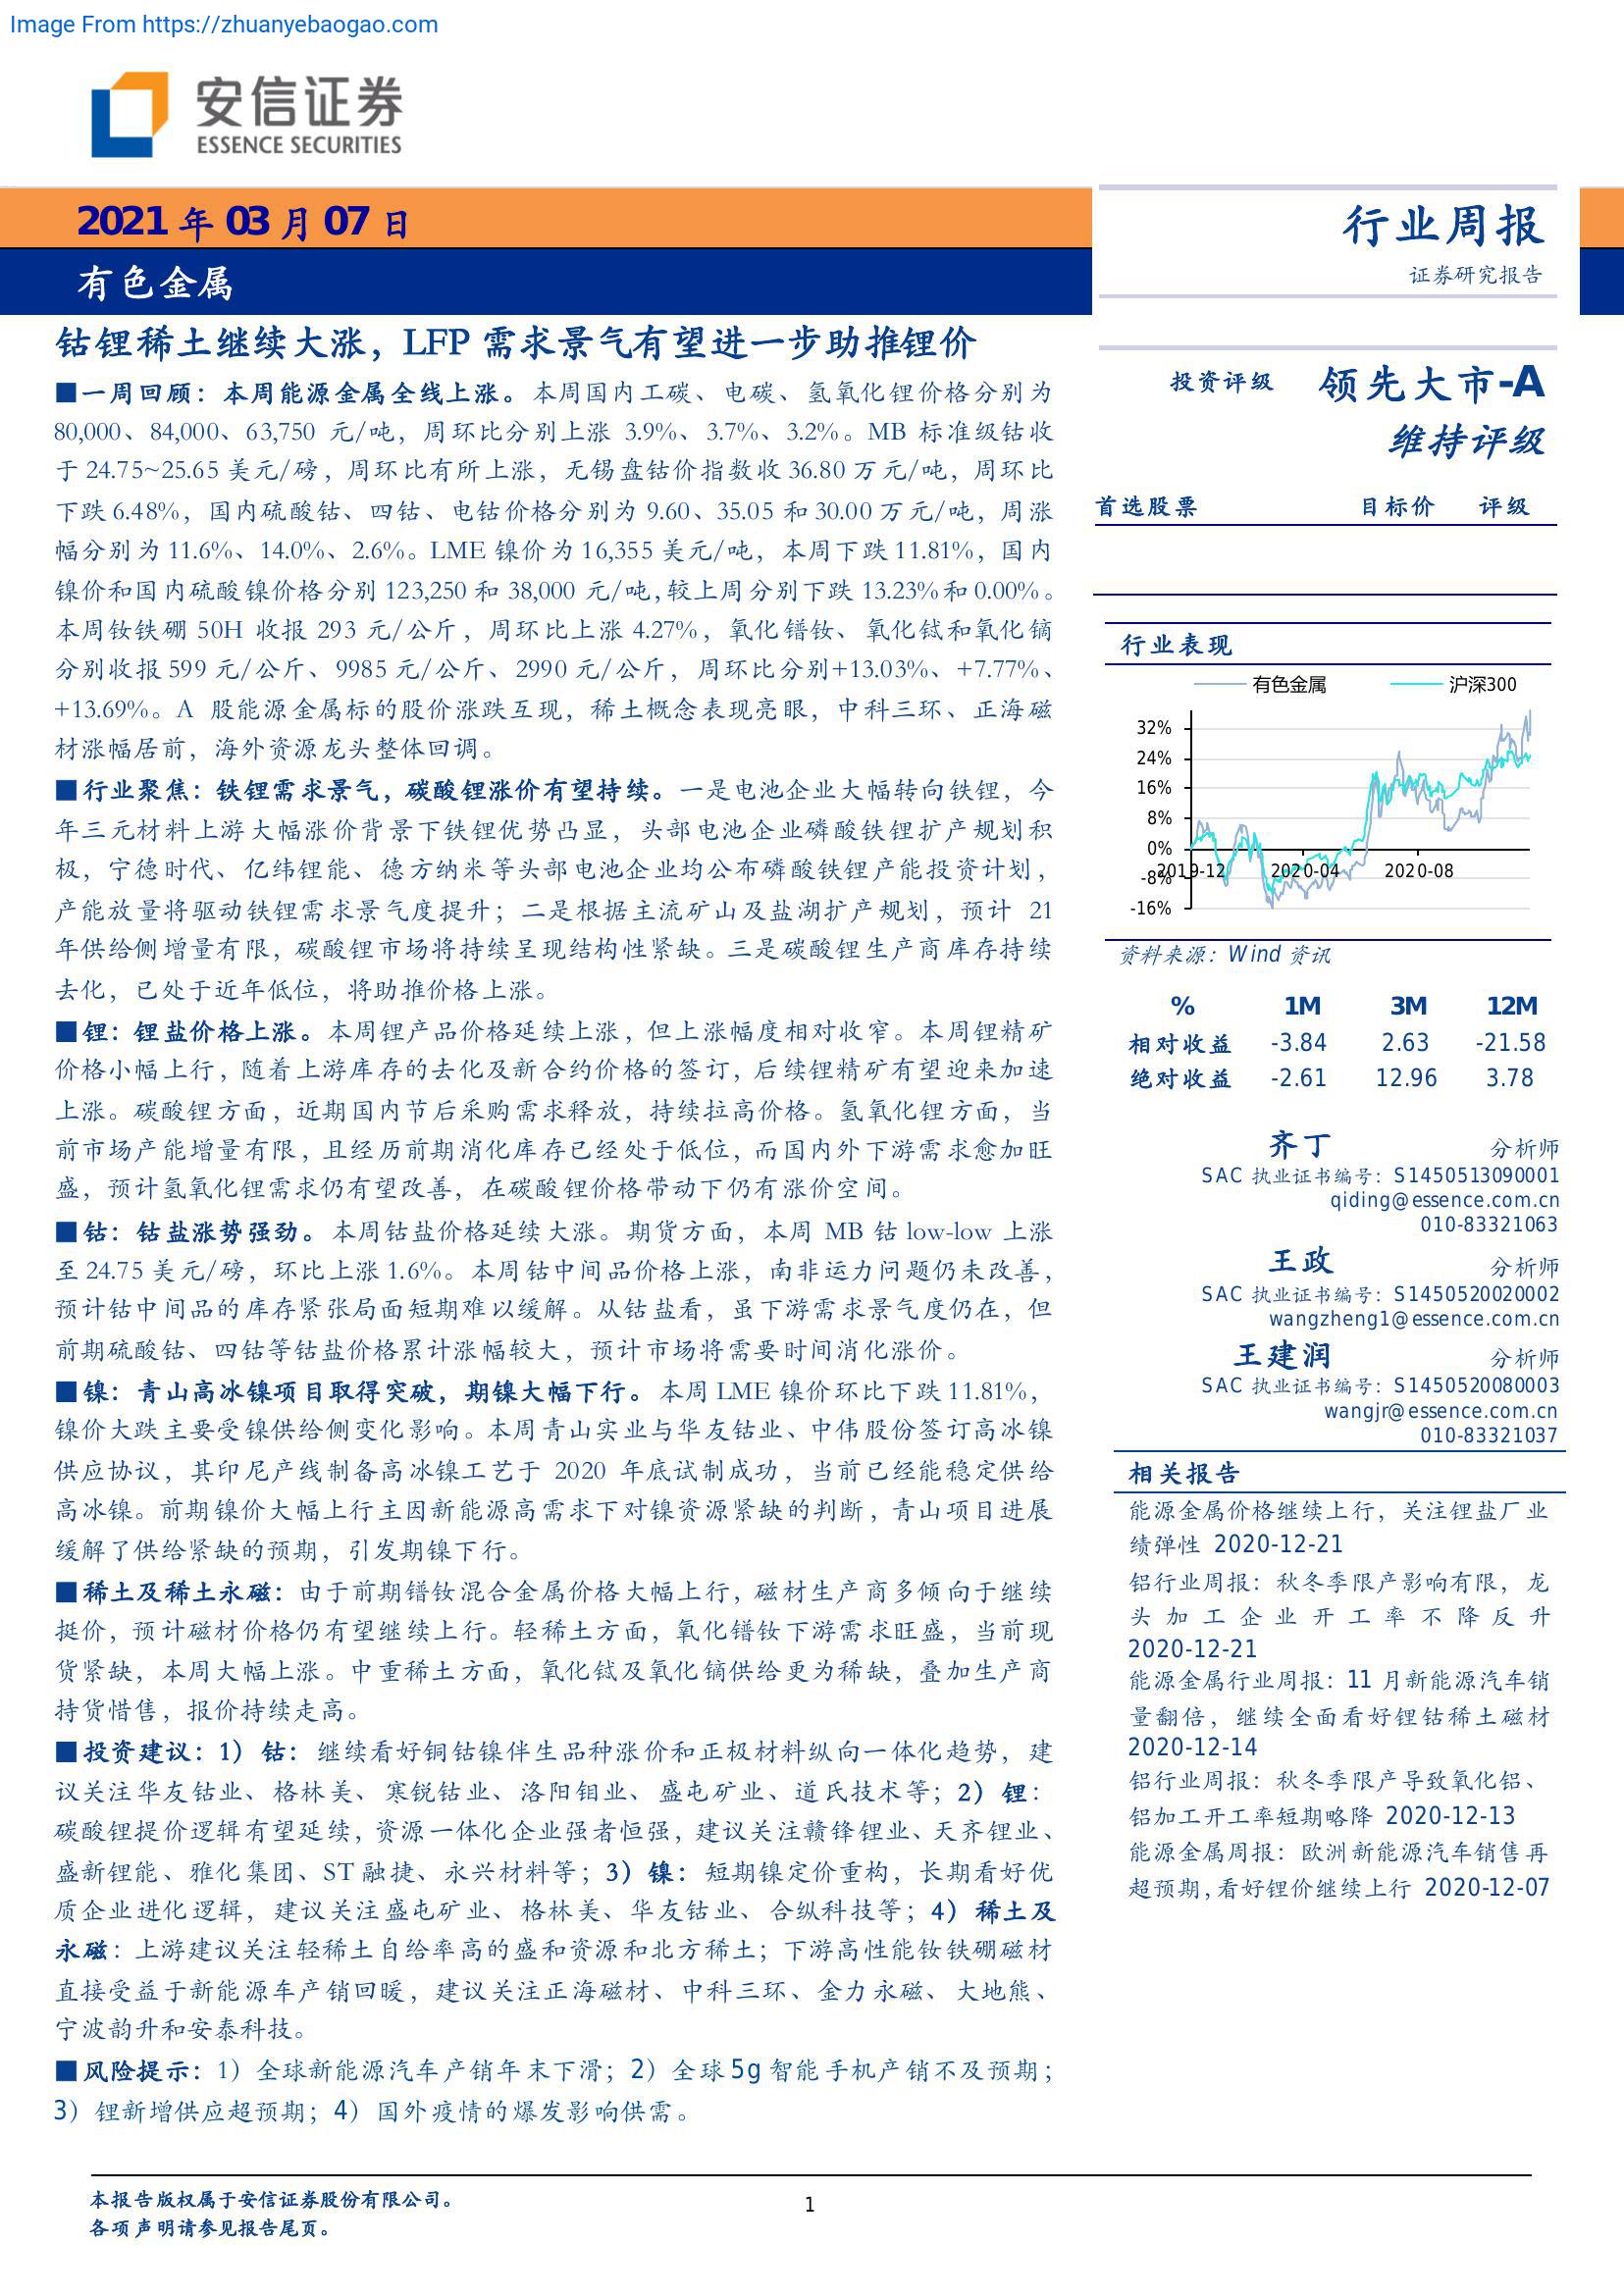 Image From https://zhuanyebaogao.com
安信证券
ESSENCE SECURITIES
2021 年 03 月 07 日
有色金属
行业周报
证券研究报告
钴锂稀土继续大涨，LFP 需求景气有望进一步助推锂价
■一周回顾：本周能源金属全线上涨。本周国内工碳、电碳、氢氧化锂价格分别为
80,000、84,000、63,750 元/吨，周环比分别上涨 3.9%、3.7%、3.2%。MB 标准级钴收
于 24.75~25.65 美元/磅，周环比有所上涨，无锡盘钴价指数收 36.80 万元/吨，周环比
下跌 6.48%，国内硫酸钴、四钴、电钴价格分别为 9.60、35.05 和 30.00 万元/吨，周涨
幅分别为 11.6%、14.0%、2.6%。LME 镍价为 16,355 美元/吨，本周下跌 11.81%，国内
镍价和国内硫酸镍价格分别 123,250 和 38,000 元/吨，较上周分别下跌 13.23%和 0.00%。
本周钕铁硼 50H 收报 293 元/公斤，周环比上涨 4.27%，氧化镨钕、氧化铽和氧化镝
分别收报 599 元/公斤、9985 元/公斤、2990 元/公斤，周环比分别+13.03%、+7.77%、
+13.69%。A 股能源金属标的股价涨跌互现，稀土概念表现亮眼，中科三环、正海磁
材涨幅居前，海外资源龙头整体回调。
■行业聚焦：铁锂需求景气，碳酸锂涨价有望持续。一是电池企业大幅转向铁锂，今
年三元材料上游大幅涨价背景下铁锂优势凸显，头部电池企业磷酸铁锂扩产规划积
极，宁德时代、亿纬锂能、德方纳米等头部电池企业均公布磷酸铁锂产能投资计划，
产能放量将驱动铁锂需求景气度提升；二是根据主流矿山及盐湖扩产规划，预计 21
年供给侧增量有限，碳酸锂市场将持续呈现结构性紧缺。三是碳酸锂生产商库存持续
去化，已处于近年低位，将助推价格上涨。
■锂：锂盐价格上涨。本周锂产品价格延续上涨，但上涨幅度相对收窄。本周锂精矿
价格小幅上行，随着上游库存的去化及新合约价格的签订，后续锂精矿有望迎来加速
上涨。碳酸锂方面，近期国内节后采购需求释放，持续拉高价格。氢氧化锂方面，当
前市场产能增量有限，且经历前期消化库存已经处于低位，而国内外下游需求愈加旺
盛，预计氢氧化锂需求仍有望改善，在碳酸锂价格带动下仍有涨价空间。
■钴：钴盐涨势强劲。本周钴盐价格延续大涨。期货方面，本周 MB 钴 low-low 上涨
至 24.75 美元/磅，环比上涨 1.6%。本周钴中间品价格上涨，南非运力问题仍未改善，
预计钴中间品的库存紧张局面短期难以缓解。从钴盐看，虽下游需求景气度仍在，但
前期硫酸钴、四钴等钴盐价格累计涨幅较大，预计市场将需要时间消化涨价。
■镍：青山高冰镍项目取得突破，期镍大幅下行。本周 LME 镍价环比下跌 11.81%，
镍价大跌主要受镍供给侧变化影响。本周青山实业与华友钴业、中伟股份签订高冰镍
供应协议，其印尼产线制备高冰镍工艺于 2020 年底试制成功，当前已经能稳定供给
高冰镍。前期镍价大幅上行主因新能源高需求下对镍资源紧缺的判断，青山项目进展
缓解了供给紧缺的预期，引发期镍下行。
■稀土及稀土永磁：由于前期镨钕混合金属价格大幅上行，磁材生产商多倾向于继续
挺价，预计磁材价格仍有望继续上行。轻稀土方面，氧化镨钕下游需求旺盛，当前现
货紧缺，本周大幅上涨。中重稀土方面，氧化铽及氧化镝供给更为稀缺，叠加生产商
持货惜售，报价持续走高。
■投资建议：1）钴：继续看好铜钴镍伴生品种涨价和正极材料纵向一体化趋势，建
议关注华友钴业、格林美、寒锐钴业、洛阳钼业、盛屯矿业、道氏技术等；2）锂：
碳酸锂提价逻辑有望延续，资源一体化企业强者恒强，建议关注赣锋锂业、天齐锂业、
盛新锂能、雅化集团、ST 融捷、永兴材料等；3）镍：短期镍定价重构，长期看好优
质企业进化逻辑，建议关注盛屯矿业、格林美、华友钴业、合纵科技等；4）稀土及
永磁：上游建议关注轻稀土自给率高的盛和资源和北方稀土；下游高性能钕铁硼磁材
直接受益于新能源车产销回暖，建议关注正海磁材、中科三环、金力永磁、大地熊、
宁波韵升和安泰科技。
■风险提示：1）全球新能源汽车产销年末下滑；2）全球 5g 智能手机产销不及预期；
3）锂新增供应超预期；4）国外疫情的爆发影响供需。
投资评级 领先大市-A
维持评级
首选股票 目标价 评级
行业表现
有色金属 沪深300
32%
24%
16%
8%
0%
-8%
-16%
2019-12 2020-04 2020-08
资料来源：Wind 资讯
% 1M 3M 12M
相对收益 -3.84 2.63 -21.58
绝对收益 -2.61 12.96 3.78
齐丁 分析师
SAC 执业证书编号：S1450513090001
qiding@essence.com.cn
010-83321063
王政 分析师
SAC 执业证书编号：S1450520020002
wangzheng1@essence.com.cn
王建润 分析师
SAC 执业证书编号：S1450520080003
wangjr@essence.com.cn
010-83321037
相关报告
能源金属价格继续上行，关注锂盐厂业
绩弹性 2020-12-21
铝行业周报：秋冬季限产影响有限，龙
头加工企业开工率不降反升
2020-12-21
能源金属行业周报：11 月新能源汽车销
量翻倍，继续全面看好锂钴稀土磁材
2020-12-14
铝行业周报：秋冬季限产导致氧化铝、
铝加工开工率短期略降 2020-12-13
能源金属周报：欧洲新能源汽车销售再
超预期，看好锂价继续上行 2020-12-07
本报告版权属于安信证券股份有限公司。
各项声明请参见报告尾页。
1